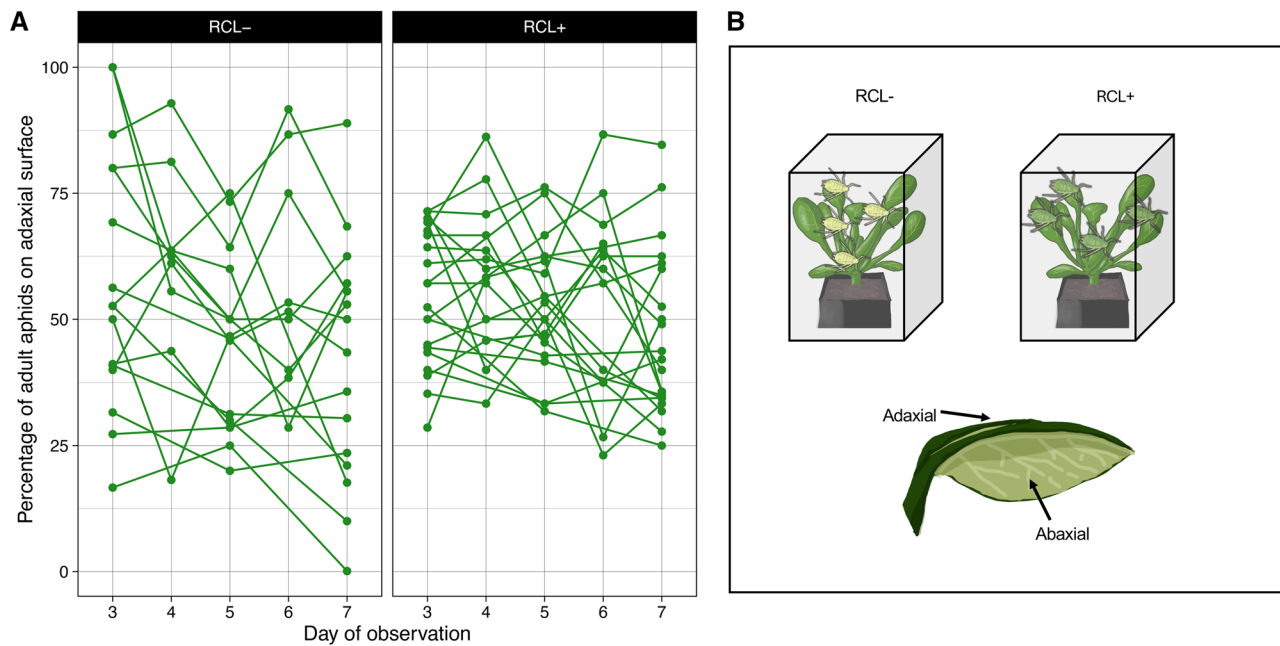 A
RCL−
RCL+
Percentage of adult aphids on adaxial surface
100
75
50
25
0
3 4 5 6 7
3 4 5 6 7
Day of observation
B
RCL-
RCL+
Adaxial
Abaxial